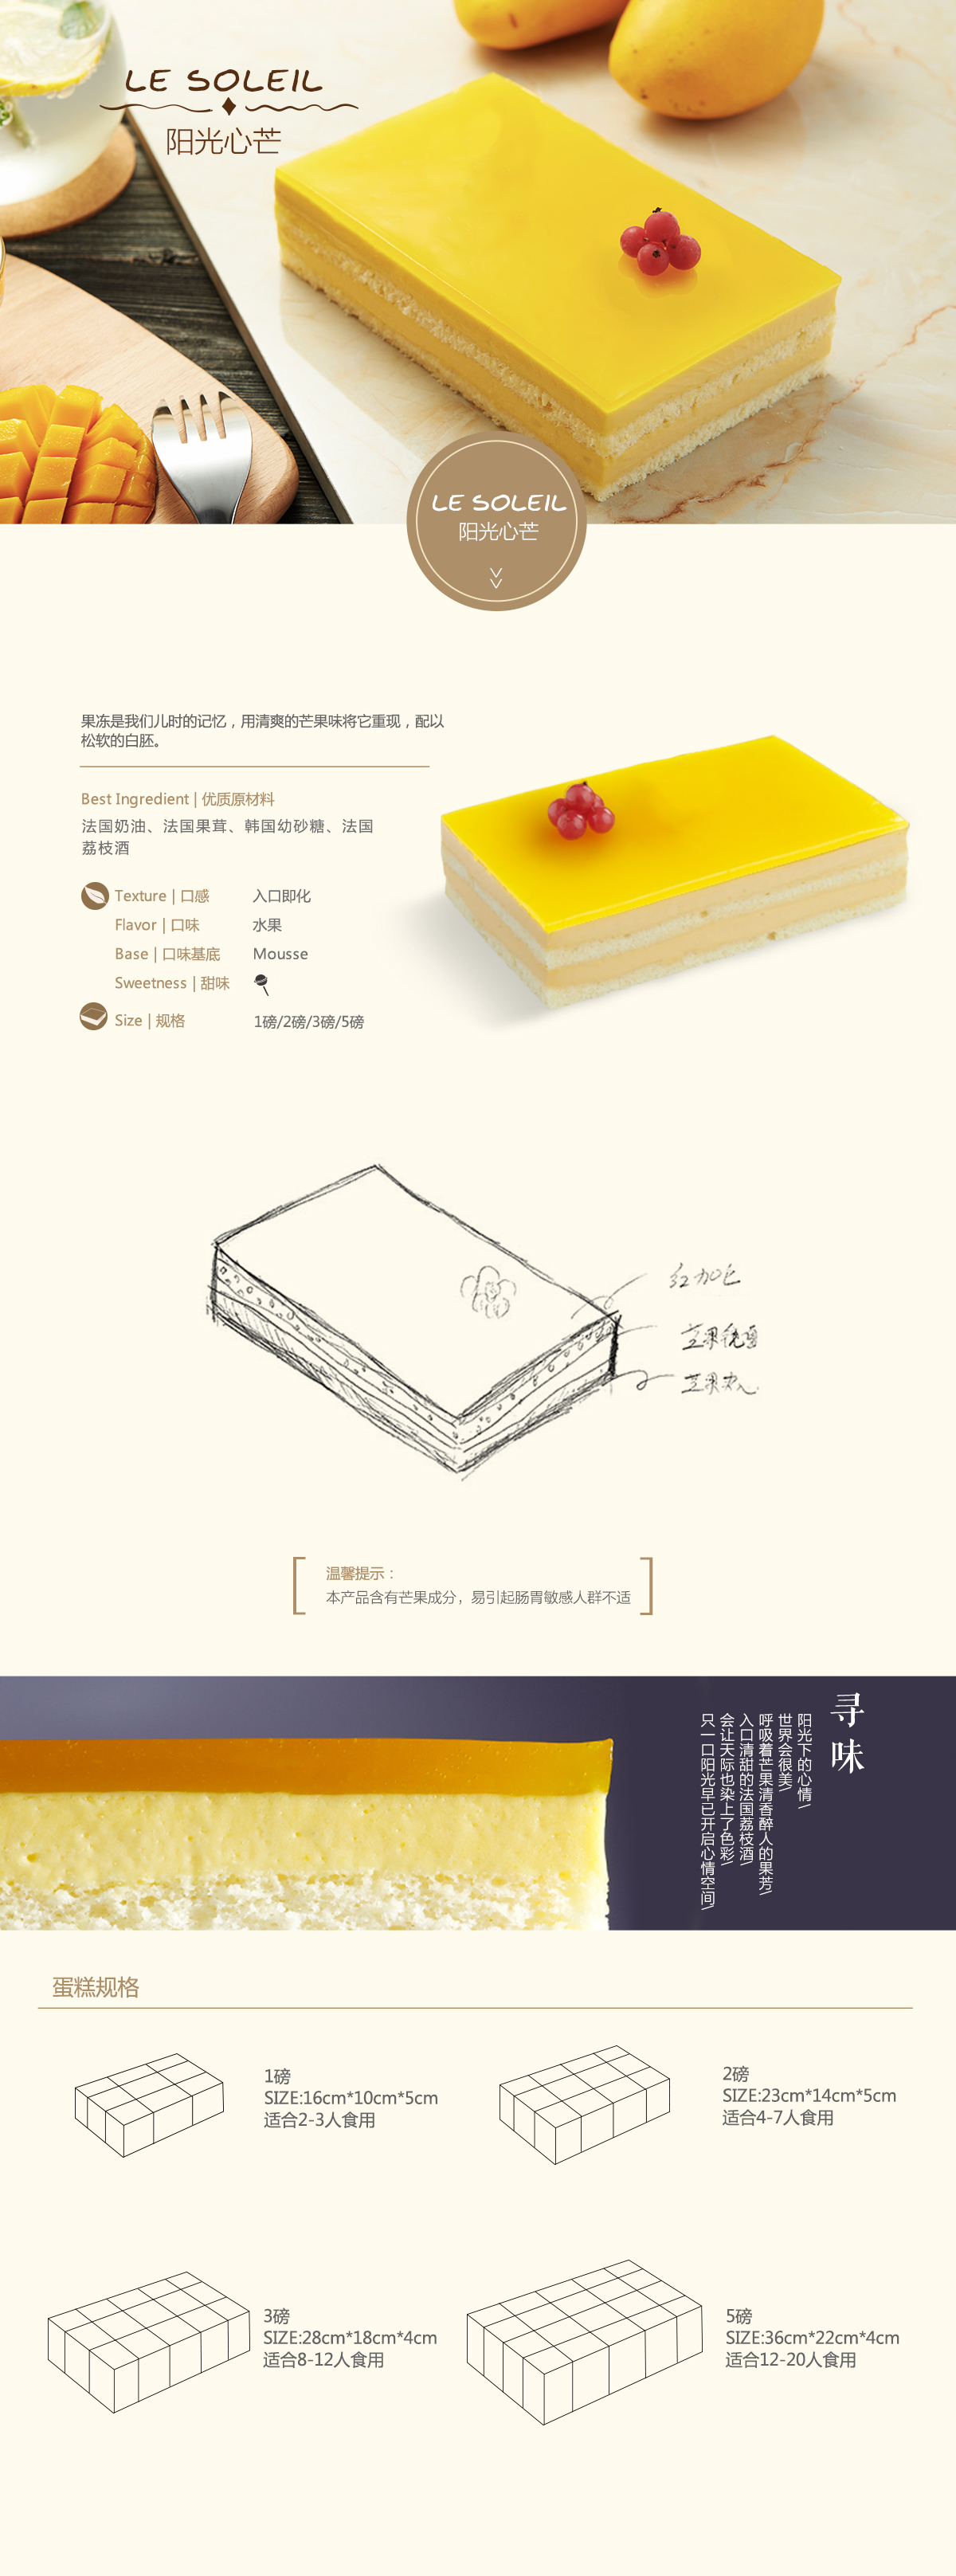 LE SOLEIL
阳光心芒
LE SOLEIL
阳光心芒
果冻是我们儿时的记忆，用清爽的芒果味将它重现，配以
松软的白胚。
Best Ingredient | 优质原材料
法国奶油、法国果茸、韩国幼砂糖、法国
荔枝酒
Texture | 口感 入口即化
Flavor | 口味 水果
Base | 口味基底 Mousse
Sweetness | 甜味
Size | 规格 1磅/2磅/3磅/5磅
红加仑
芒果
芒果
温馨提示：
本产品含有芒果成分，易引起肠胃敏感人群不适
寻味
阳光下的心情/
世界会很美/
呼吸着芒果清香醉人的果芳/
入口清甜的法国荔枝酒/
会让天际也染上了色彩/
只一口阳光早已开启心情空间/
蛋糕规格
1磅
SIZE:16cm*10cm*5cm
适合2-3人食用
2磅
SIZE:23cm*14cm*5cm
适合4-7人食用
3磅
SIZE:28cm*18cm*4cm
适合8-12人食用
5磅
SIZE:36cm*22cm*4cm
适合12-20人食用